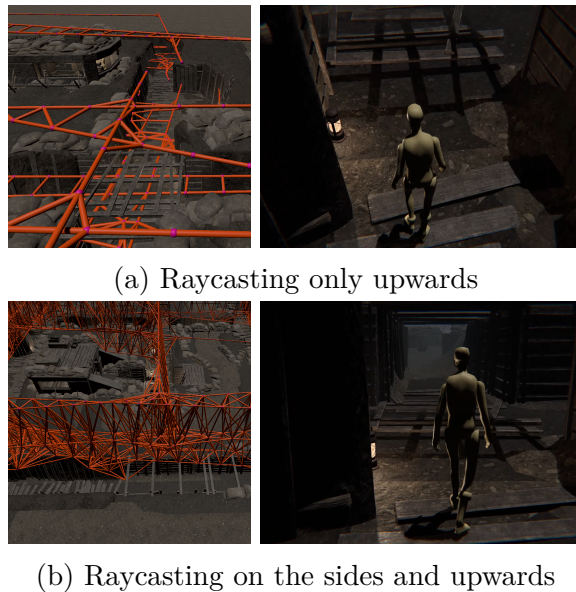 (a) Raycasting only upwards
(b) Raycasting on the sides and upwards